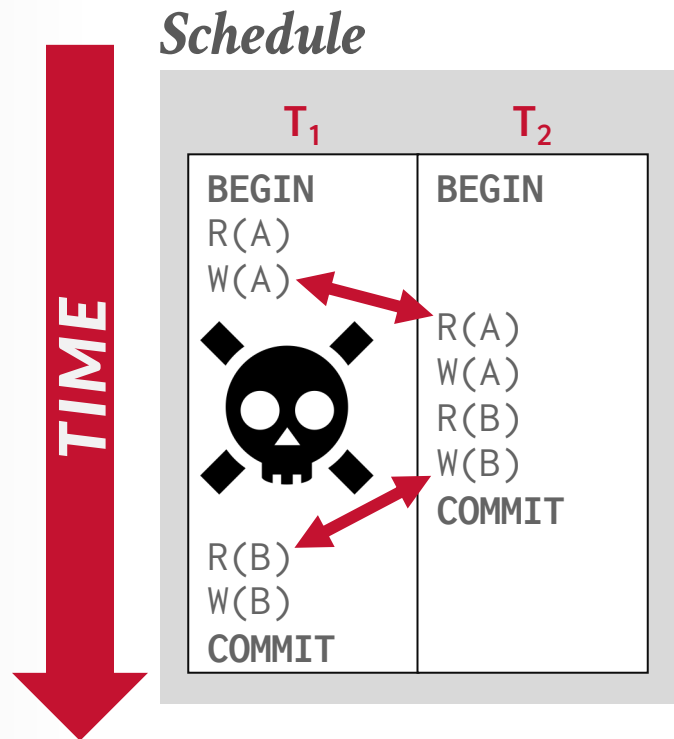 Schedule
TIME
T₁ T₂
BEGIN BEGIN
R(A)
W(A)
R(A)
W(A)
R(B)
W(B)
COMMIT
R(B)
W(B)
COMMIT